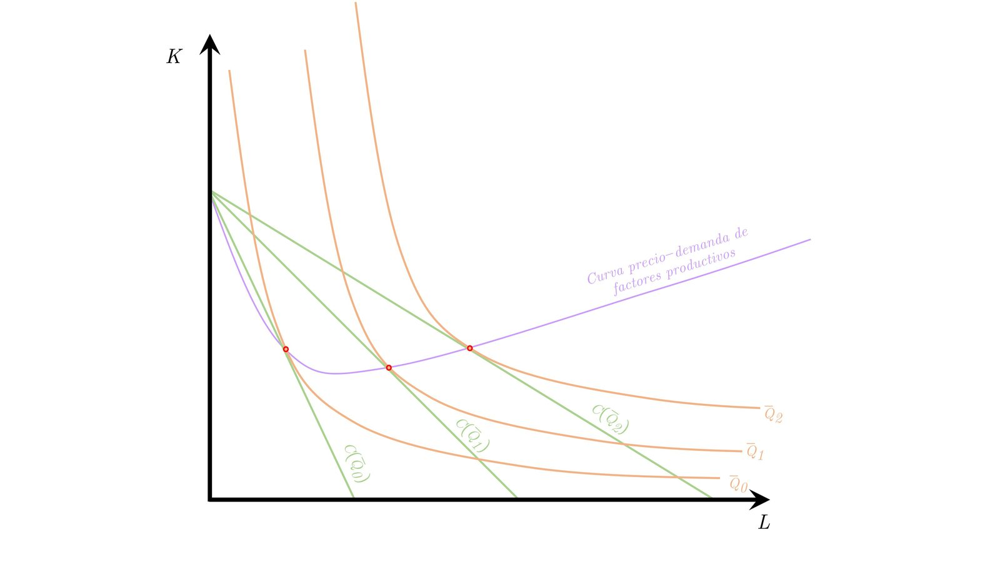 K
Curva precio–demanda de
factores productivos
C(Q̅₂)
Q̅₂
C(Q̅₁)
Q̅₁
C(Q̅₀)
Q̅₀
L